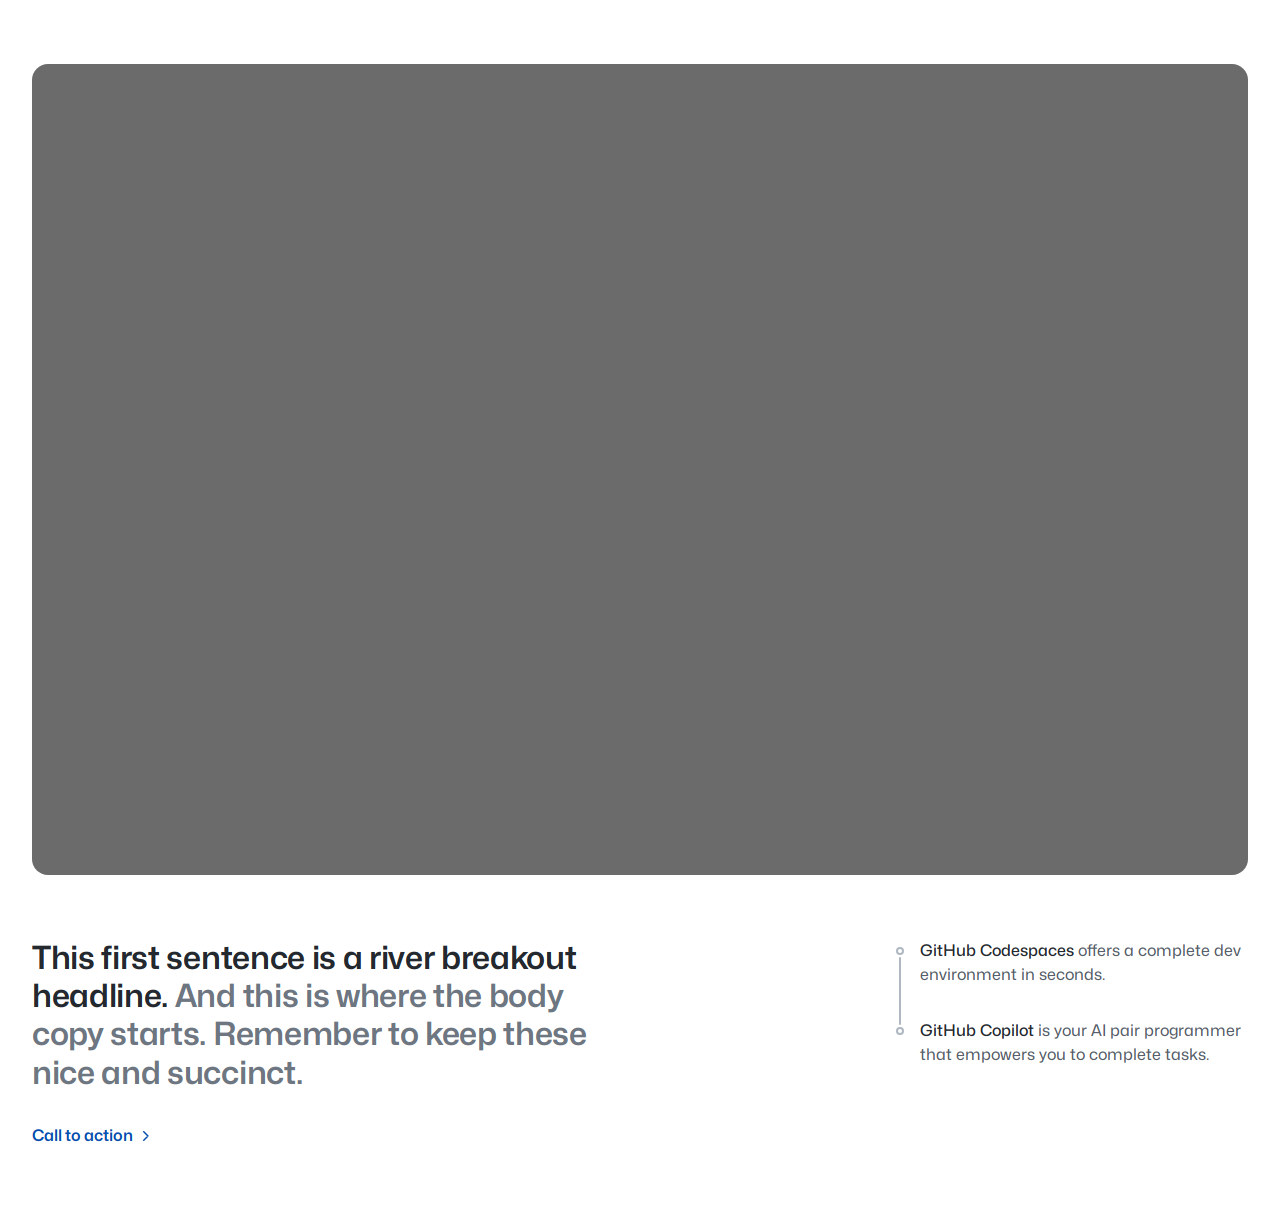 This first sentence is a river breakout
headline. And this is where the body
copy starts. Remember to keep these
nice and succinct.
Call to action
GitHub Codespaces offers a complete dev
environment in seconds.
GitHub Copilot is your AI pair programmer
that empowers you to complete tasks.